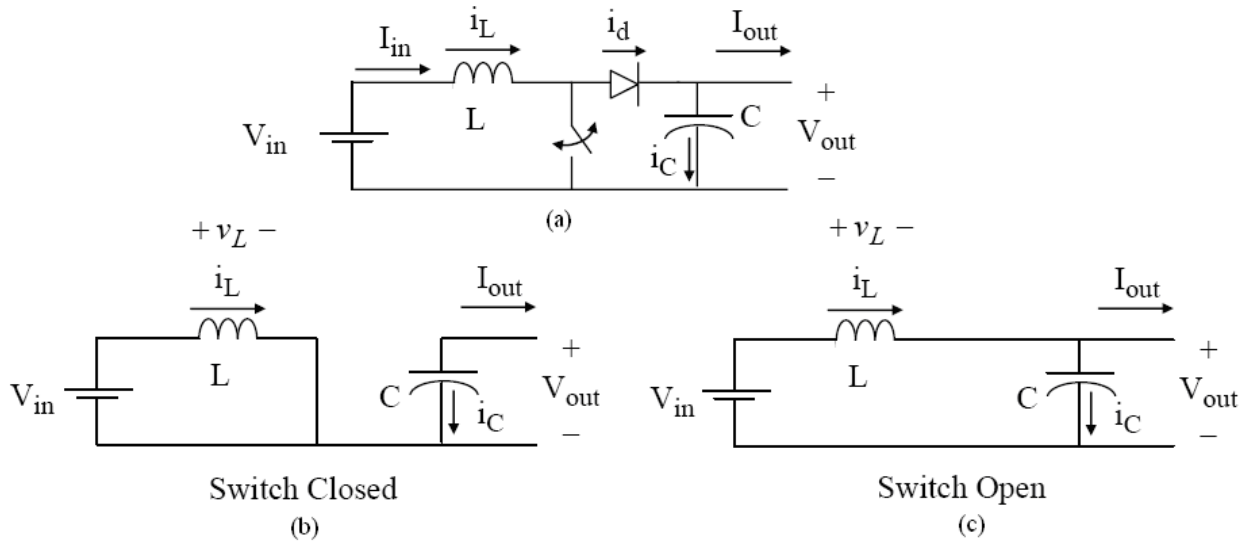 I_in i_L i_d I_out
V_in L C + V_out −
i_C
(a)
+ v_L − + v_L −
i_L I_out i_L I_out
V_in L C + V_out − V_in L C + V_out −
i_C i_C
Switch Closed Switch Open
(b) (c)